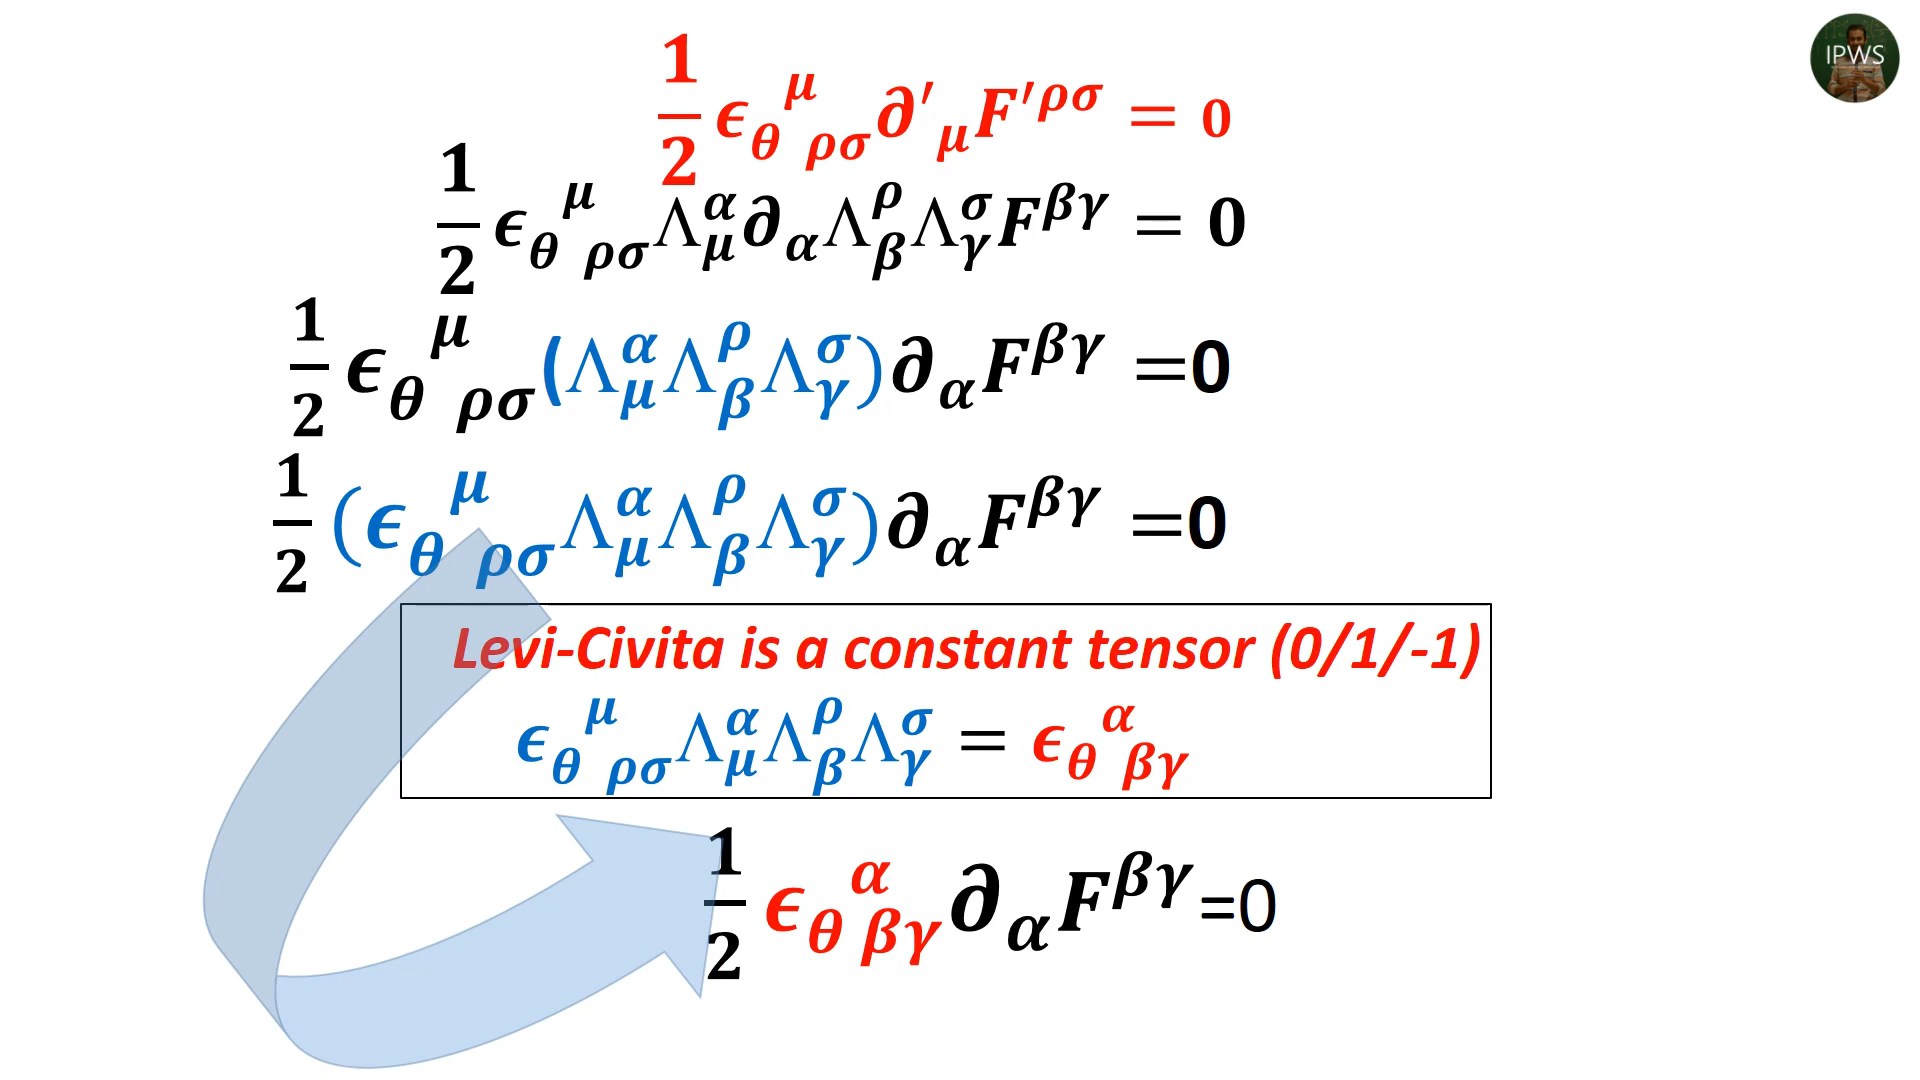 IPWS
1/2 ϵ_θ^μ_ρσ ∂′_μ F′^ρσ = 0
1/2 ϵ_θ^μ_ρσ Λ^α_μ ∂_α Λ^ρ_β Λ^σ_γ F^βγ = 0
1/2 ϵ_θ^μ_ρσ (Λ^α_μ Λ^ρ_β Λ^σ_γ) ∂_α F^βγ =0
1/2 (ϵ_θ^μ_ρσ Λ^α_μ Λ^ρ_β Λ^σ_γ) ∂_α F^βγ =0
Levi-Civita is a constant tensor (0/1/-1)
ϵ_θ^μ_ρσ Λ^α_μ Λ^ρ_β Λ^σ_γ = ϵ_θ^α_βγ
1/2 ϵ_θ^α_βγ ∂_α F^βγ =0